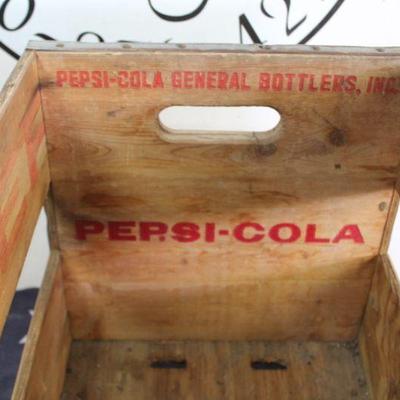 PEPSI-COLA GENERAL BOTTLERS, INC.
PEPSI-COLA